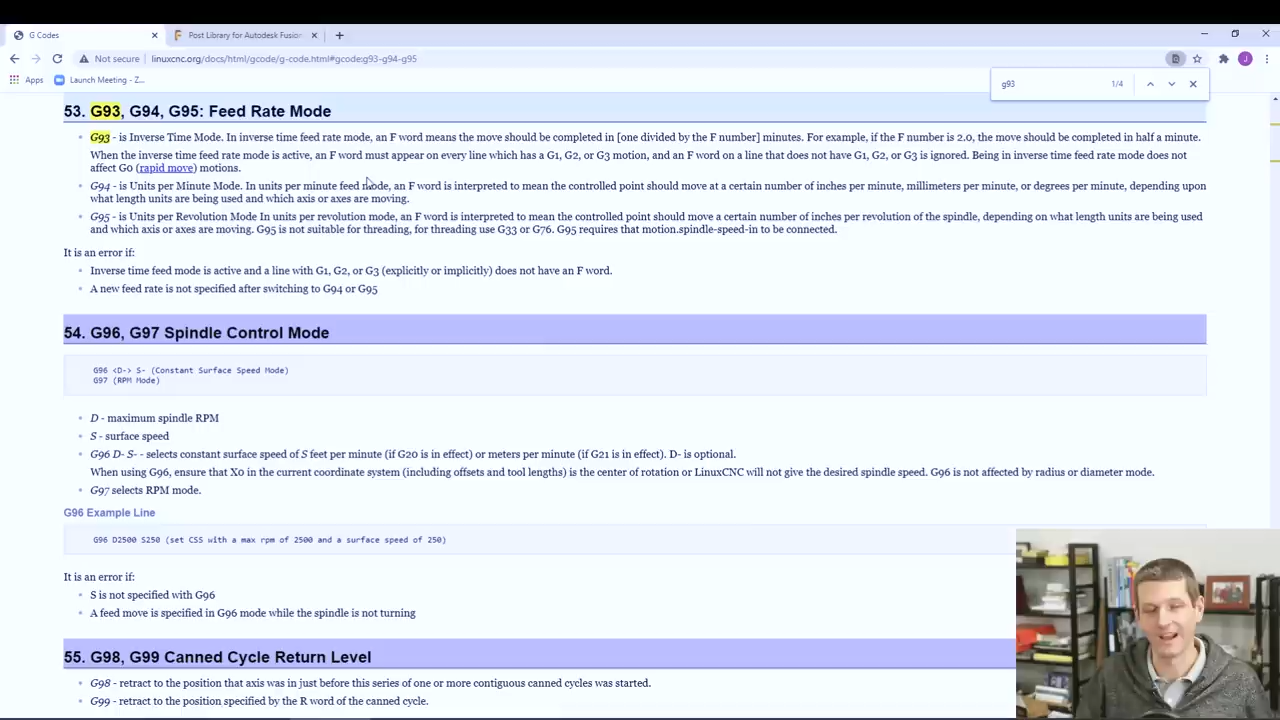 G Codes
Post Library for Autodesk Fusion
Not secure
linuxcnc.org/docs/html/gcode/g-code.html#gcode:g93-g94-g95
Apps
Launch Meeting - Z...
g93
1/4
J
53. G93, G94, G95: Feed Rate Mode
G93 - is Inverse Time Mode. In inverse time feed rate mode, an F word means the move should be completed in [one divided by the F number] minutes. For example, if the F number is 2.0, the move should be completed in half a minute.
When the inverse time feed rate mode is active, an F word must appear on every line which has a G1, G2, or G3 motion, and an F word on a line that does not have G1, G2, or G3 is ignored. Being in inverse time feed rate mode does not
affect G0 (rapid move) motions.
G94 - is Units per Minute Mode. In units per minute feed mode, an F word is interpreted to mean the controlled point should move at a certain number of inches per minute, millimeters per minute, or degrees per minute, depending upon
what length units are being used and which axis or axes are moving.
G95 - is Units per Revolution Mode In units per revolution mode, an F word is interpreted to mean the controlled point should move a certain number of inches per revolution of the spindle, depending on what length units are being used
and which axis or axes are moving. G95 is not suitable for threading, for threading use G33 or G76. G95 requires that motion.spindle-speed-in to be connected.
It is an error if:
Inverse time feed mode is active and a line with G1, G2, or G3 (explicitly or implicitly) does not have an F word.
A new feed rate is not specified after switching to G94 or G95
54. G96, G97 Spindle Control Mode
G96 <D-> S- (Constant Surface Speed Mode)
G97 (RPM Mode)
D - maximum spindle RPM
S - surface speed
G96 D- S- - selects constant surface speed of S feet per minute (if G20 is in effect) or meters per minute (if G21 is in effect). D- is optional.
When using G96, ensure that X0 in the current coordinate system (including offsets and tool lengths) is the center of rotation or LinuxCNC will not give the desired spindle speed. G96 is not affected by radius or diameter mode.
G97 selects RPM mode.
G96 Example Line
G96 D2500 S250 (set CSS with a max rpm of 2500 and a surface speed of 250)
It is an error if:
S is not specified with G96
A feed move is specified in G96 mode while the spindle is not turning
55. G98, G99 Canned Cycle Return Level
G98 - retract to the position that axis was in just before this series of one or more contiguous canned cycles was started.
G99 - retract to the position specified by the R word of the canned cycle.